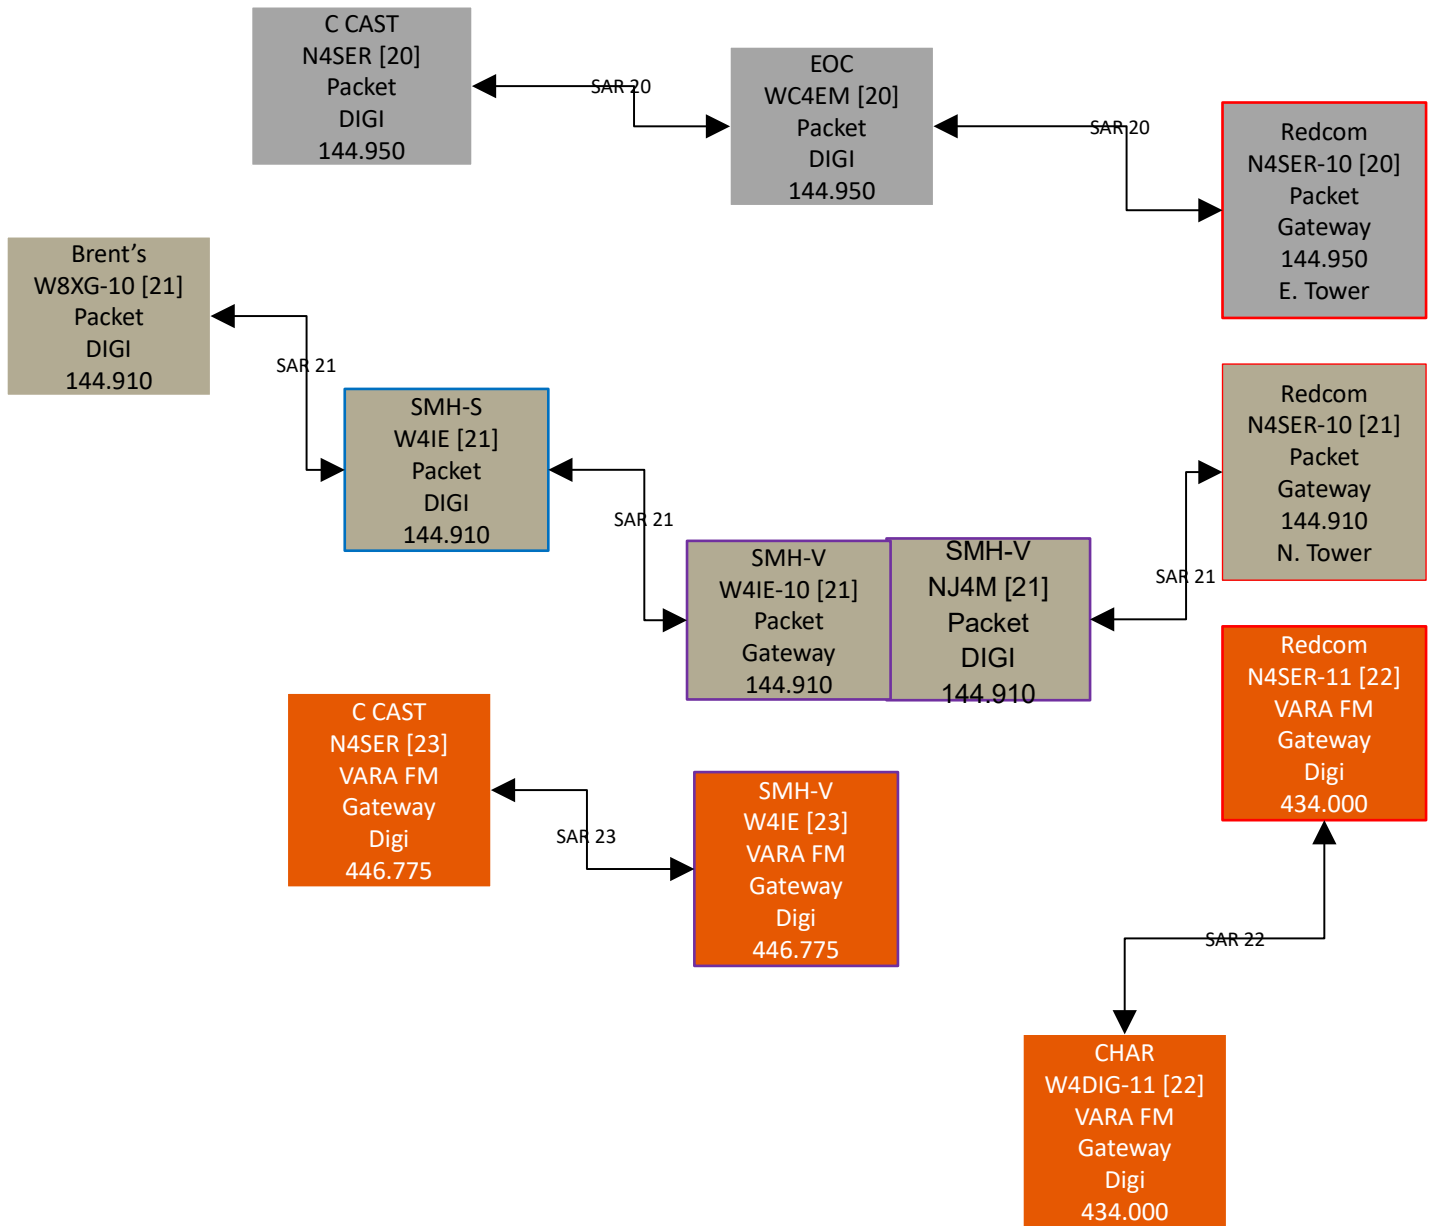 C CAST
N4SER [20]
Packet
DIGI
144.950
SAR 20
EOC
WC4EM [20]
Packet
DIGI
144.950
SAR 20
Redcom
N4SER-10 [20]
Packet
Gateway
144.950
E. Tower
Brent’s
W8XG-10 [21]
Packet
DIGI
144.910
SAR 21
SMH-S
W4IE [21]
Packet
DIGI
144.910
SAR 21
SMH-V
W4IE-10 [21]
Packet
Gateway
144.910
SMH-V
NJ4M [21]
Packet
DIGI
144.910
SAR 21
Redcom
N4SER-10 [21]
Packet
Gateway
144.910
N. Tower
C CAST
N4SER [23]
VARA FM
Gateway
Digi
446.775
SAR 23
SMH-V
W4IE [23]
VARA FM
Gateway
Digi
446.775
Redcom
N4SER-11 [22]
VARA FM
Gateway
Digi
434.000
SAR 22
CHAR
W4DIG-11 [22]
VARA FM
Gateway
Digi
434.000